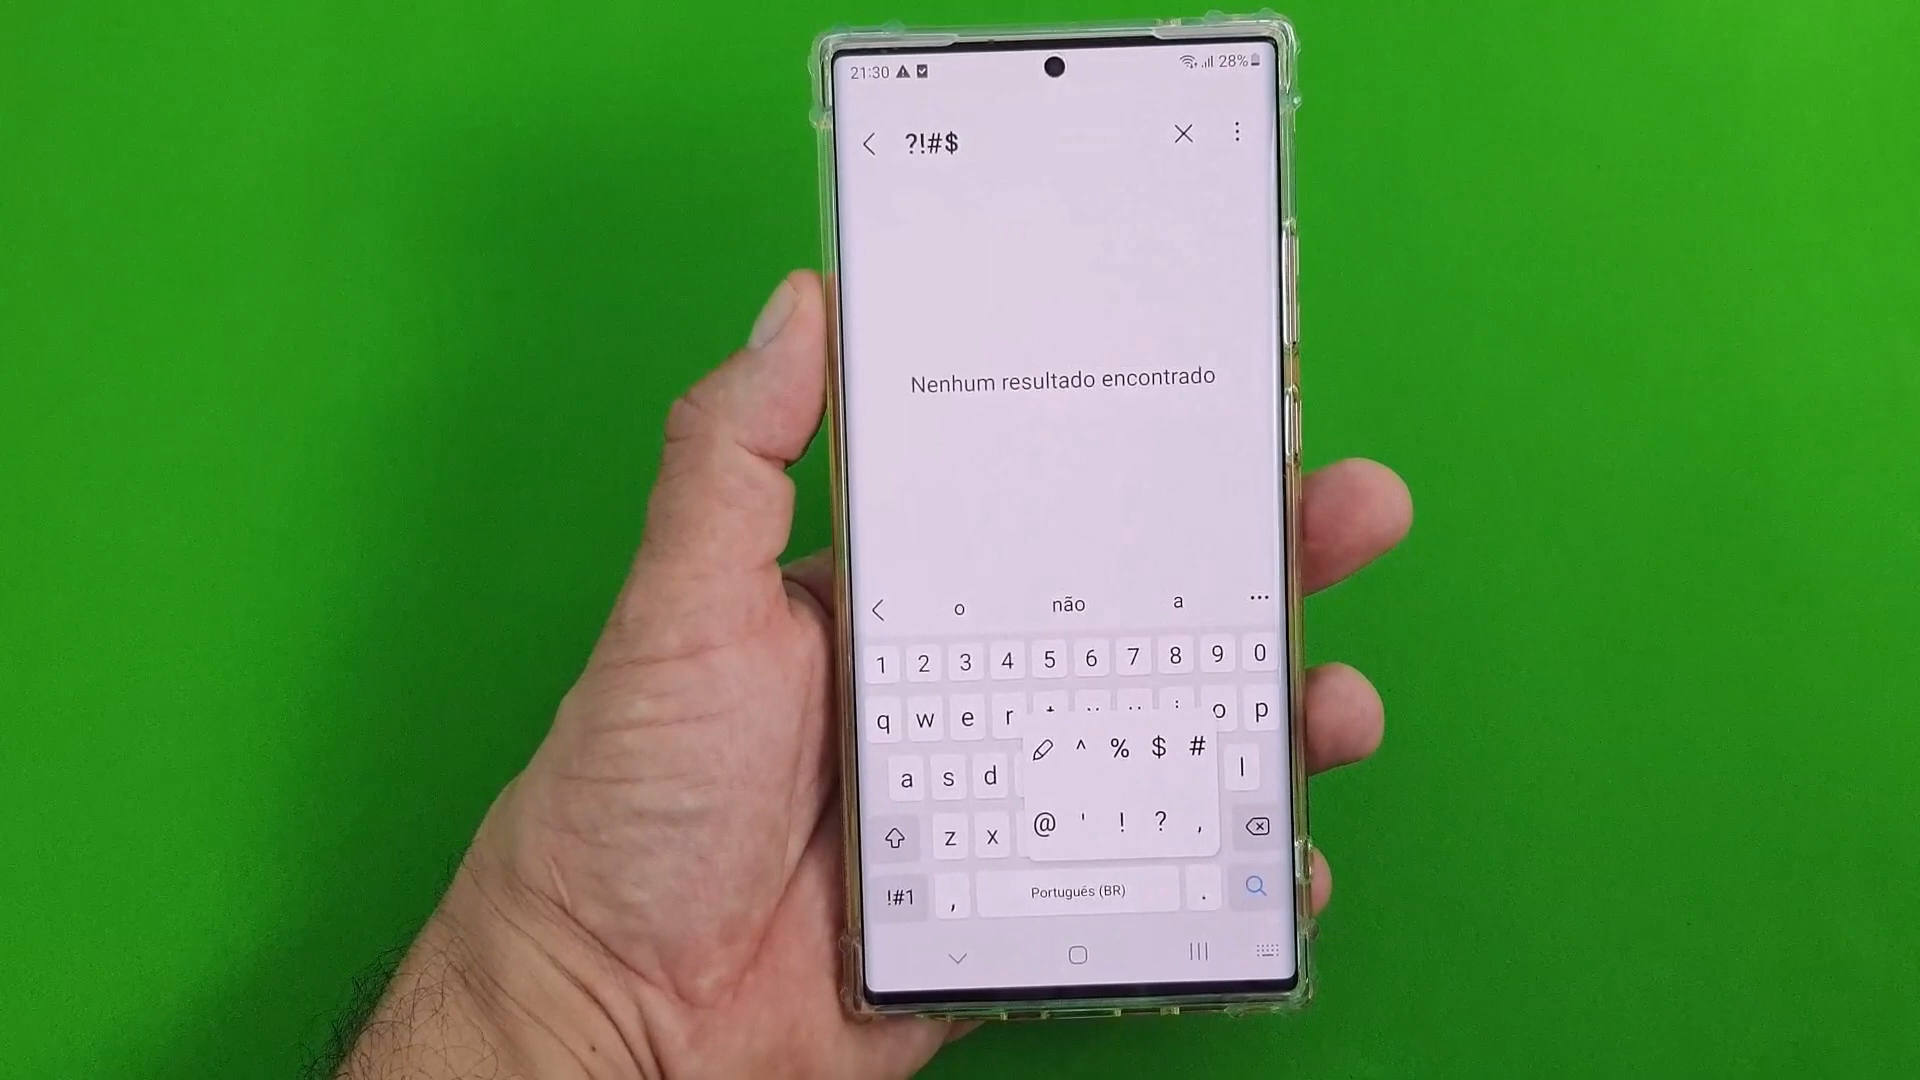 21:30 28%
?!#$
Nenhum resultado encontrado
o não a
1 2 3 4 5 6 7 8 9 0
q w e r o p
^ % $ #
a s d l
@ ' ! ? ,
z x
!#1 , Português (BR) .